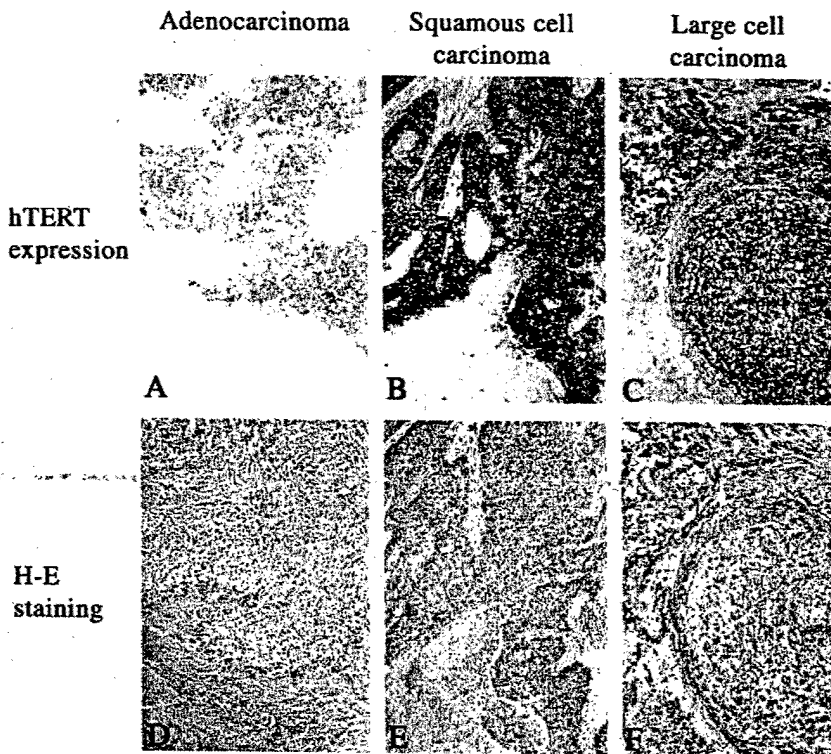 Adenocarcinoma
Squamous cell
carcinoma
Large cell
carcinoma
hTERT
expression
A
B
C
H-E
staining
D
E
F